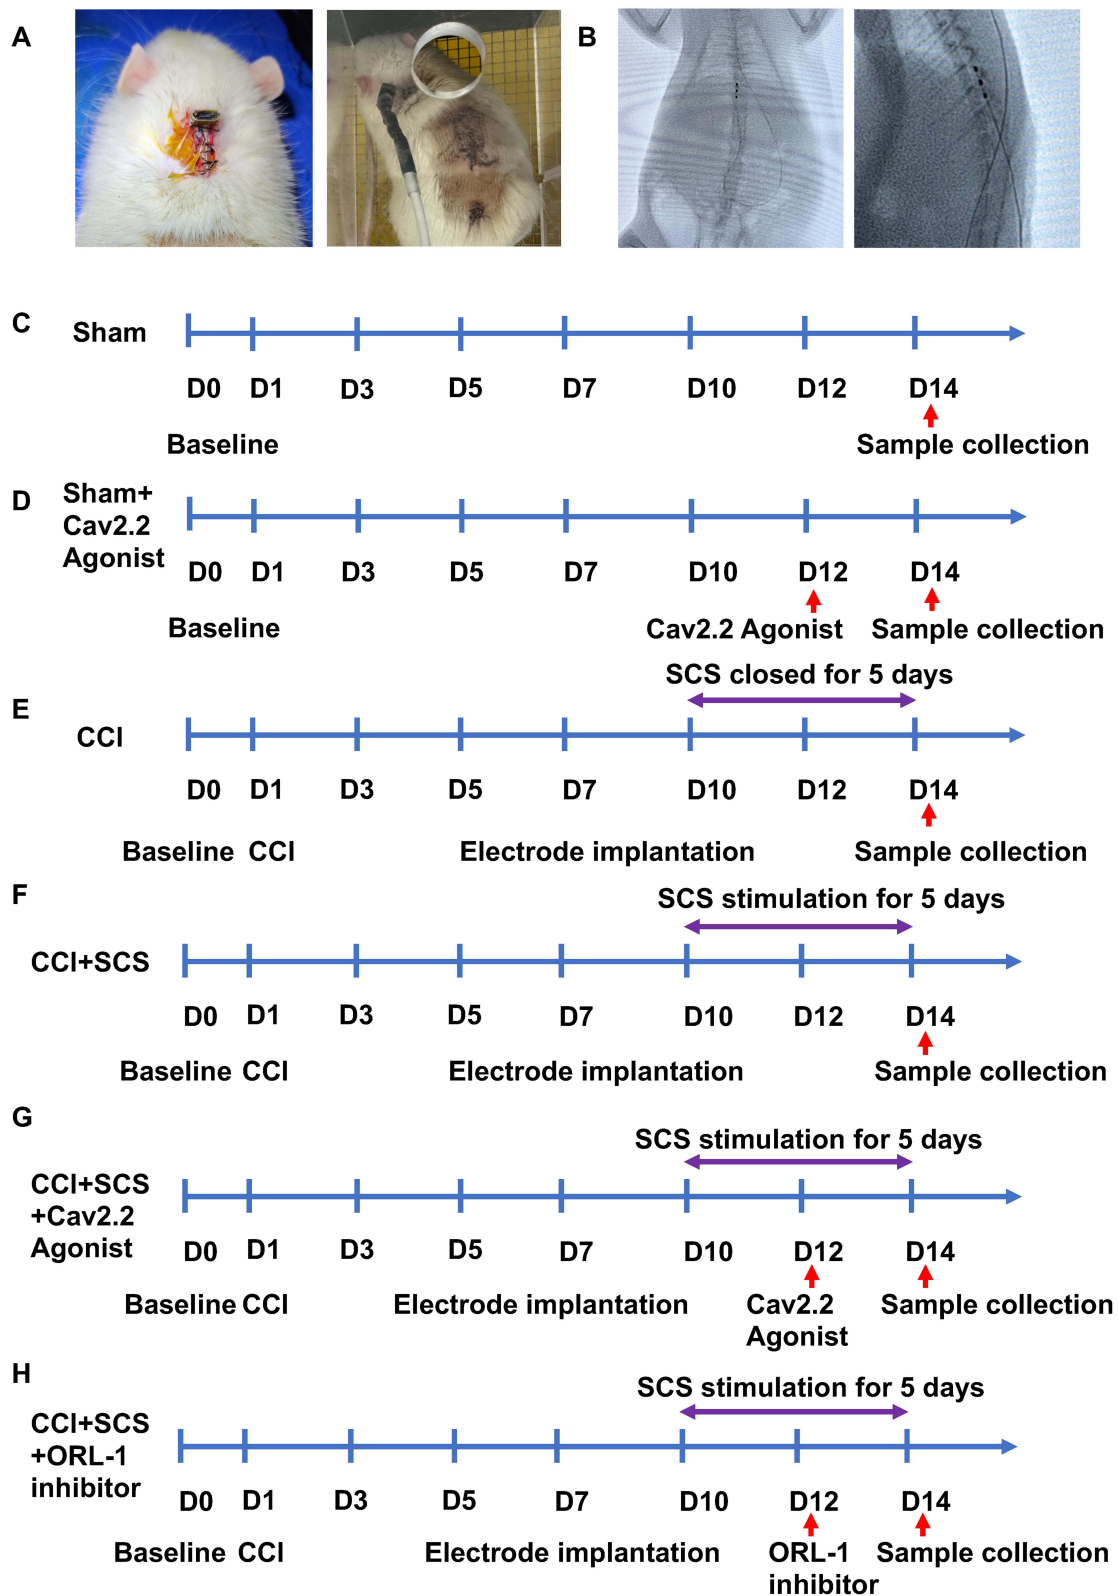 A
B
C
Sham
D0 D1 D3 D5 D7 D10 D12 D14
Baseline
Sample collection
D
Sham+
Cav2.2
Agonist
D0 D1 D3 D5 D7 D10 D12 D14
Baseline
Cav2.2 Agonist
Sample collection
SCS closed for 5 days
E
CCI
D0 D1 D3 D5 D7 D10 D12 D14
Baseline CCI
Electrode implantation
Sample collection
F
SCS stimulation for 5 days
CCI+SCS
D0 D1 D3 D5 D7 D10 D12 D14
Baseline CCI
Electrode implantation
Sample collection
G
SCS stimulation for 5 days
CCI+SCS
+Cav2.2
Agonist
D0 D1 D3 D5 D7 D10 D12 D14
Baseline CCI
Electrode implantation
Cav2.2
Agonist
Sample collection
H
SCS stimulation for 5 days
CCI+SCS
+ORL-1
inhibitor
D0 D1 D3 D5 D7 D10 D12 D14
Baseline CCI
Electrode implantation
ORL-1
inhibitor
Sample collection